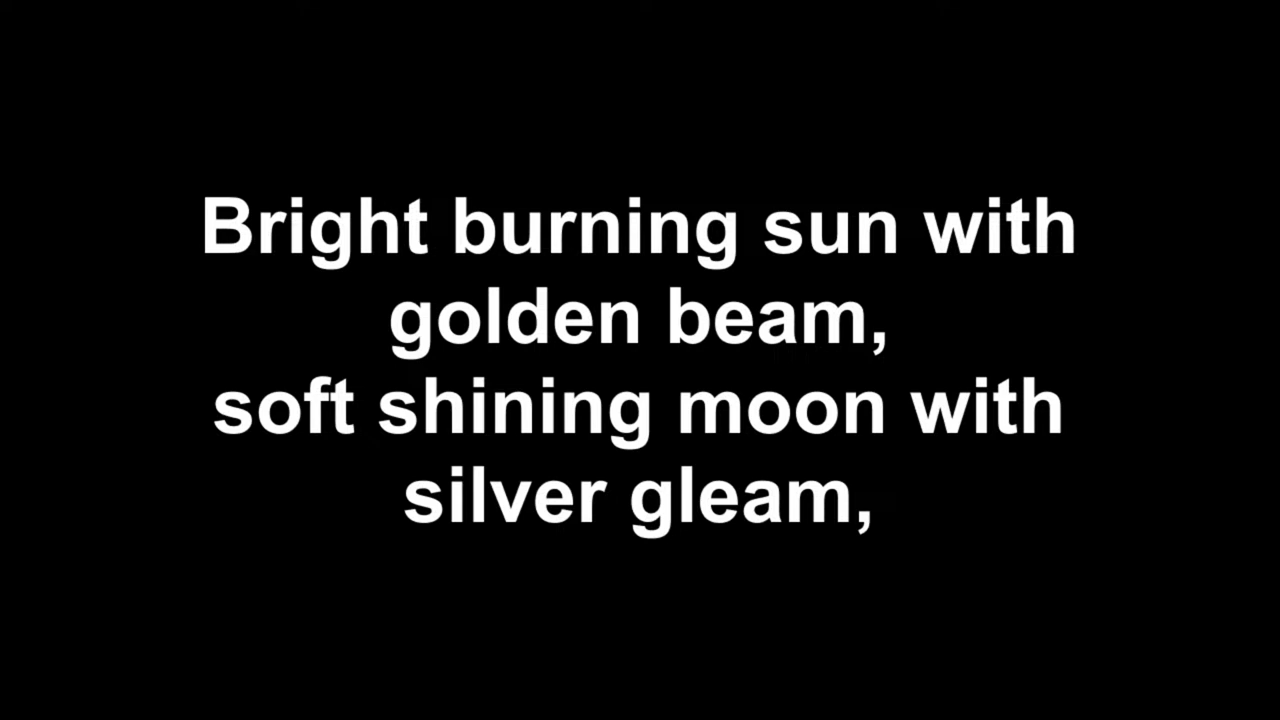 Bright burning sun with
golden beam,
soft shining moon with
silver gleam,